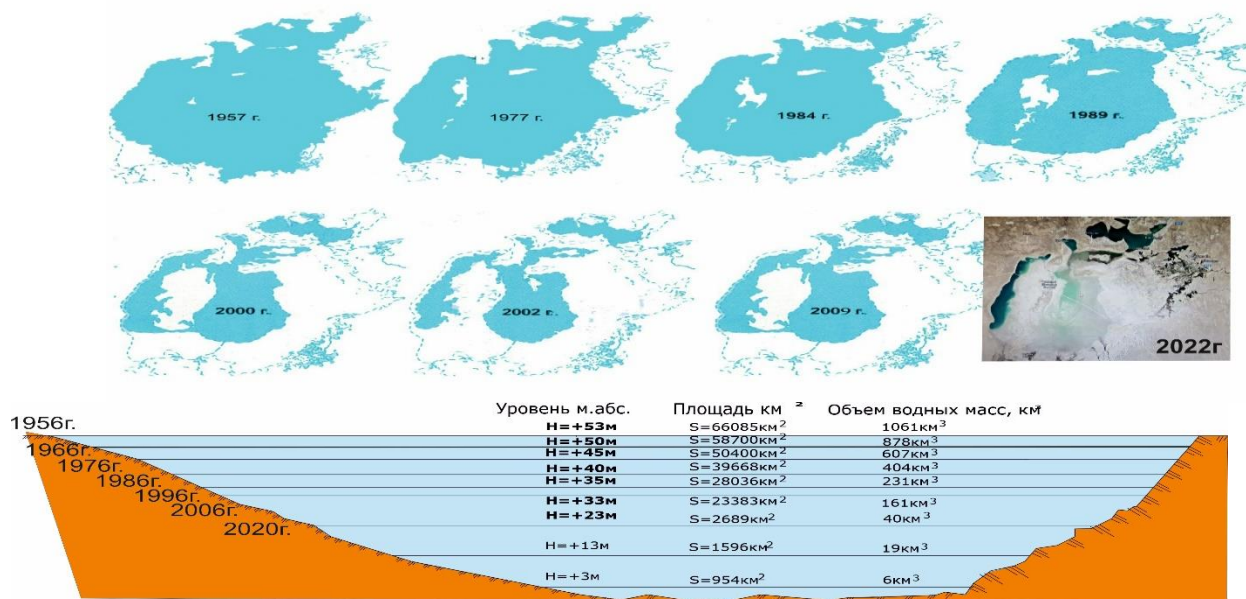 1957 г.
1977 г.
1984 г.
1989 г.
2000 г.
2002 г.
2009 г.
2022г
Уровень м.абс. Площадь км ² Объем водных масс, км³
1956г. H=+53м S=66085км² 1061км³
1966г. H=+50м S=58700км² 878км³
1976г. H=+45м S=50400км² 607км³
1986г. H=+40м S=39668км² 404км³
1996г. H=+35м S=28036км² 231км³
2006г. H=+33м S=23383км² 161км³
2020г. H=+23м S=2689км² 40км³
H=+13м S=1596км² 19км³
H=+3м S=954км² 6км³